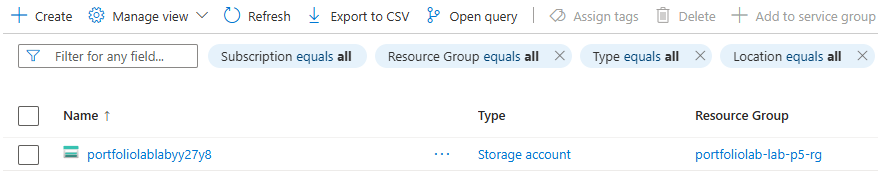 Create Manage view Refresh Export to CSV Open query Assign tags Delete Add to service group
Filter for any field... Subscription equals all Resource Group equals all Type equals all Location equals all
Name ↑ Type Resource Group
portfoliolablabyy27y8 ... Storage account portfoliolab-lab-p5-rg